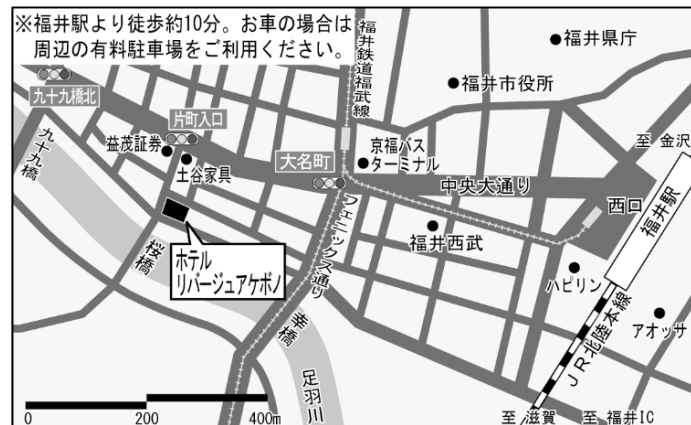 ※福井駅より徒歩約10分。お車の場合は
周辺の有料駐車場をご利用ください。
福井鉄道福武線
福井県庁
福井市役所
九十九橋北
片町入口
益茂証券
土谷家具
大名町
京福バス
ターミナル
中央大通り
至 金沢
西口
福井駅
九十九橋
桜橋
ホテル
リバージュアケボノ
フェニックス通り
福井西武
ハピリン
アオッサ
JR北陸本線
幸橋
足羽川
0
200
400m
至 滋賀
至 福井IC